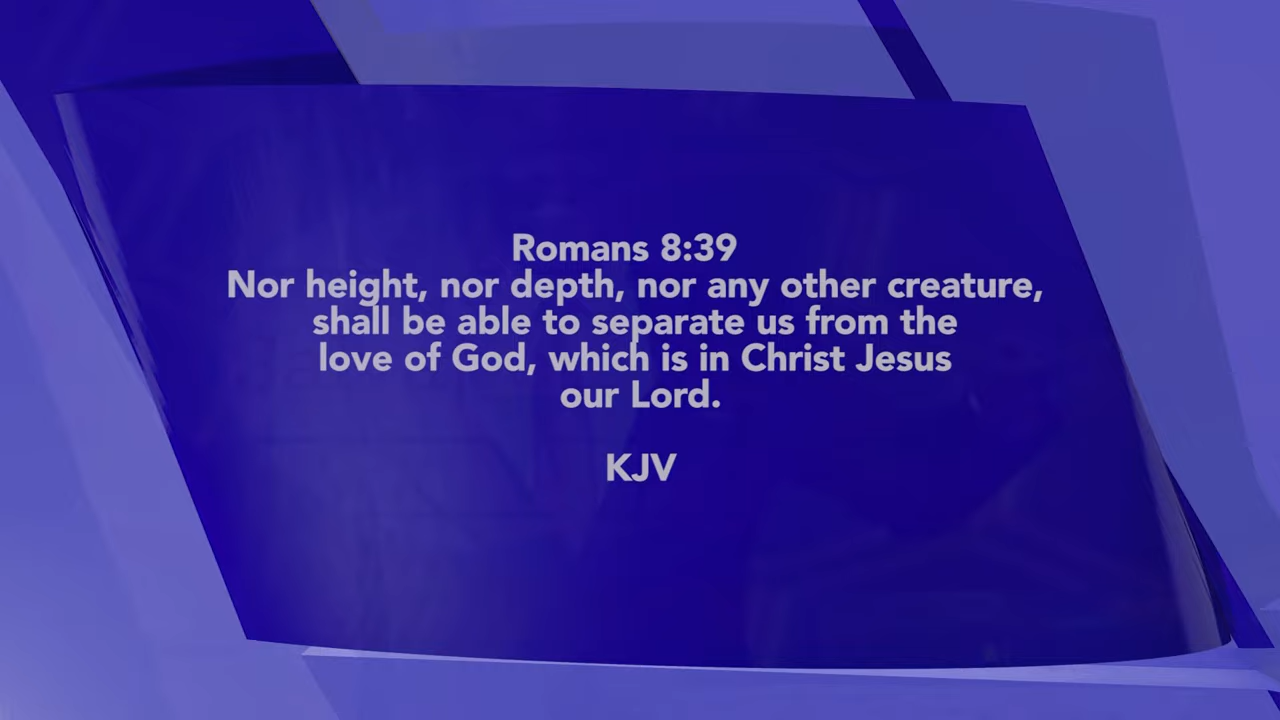 Romans 8:39
Nor height, nor depth, nor any other creature,
shall be able to separate us from the
love of God, which is in Christ Jesus
our Lord.
KJV